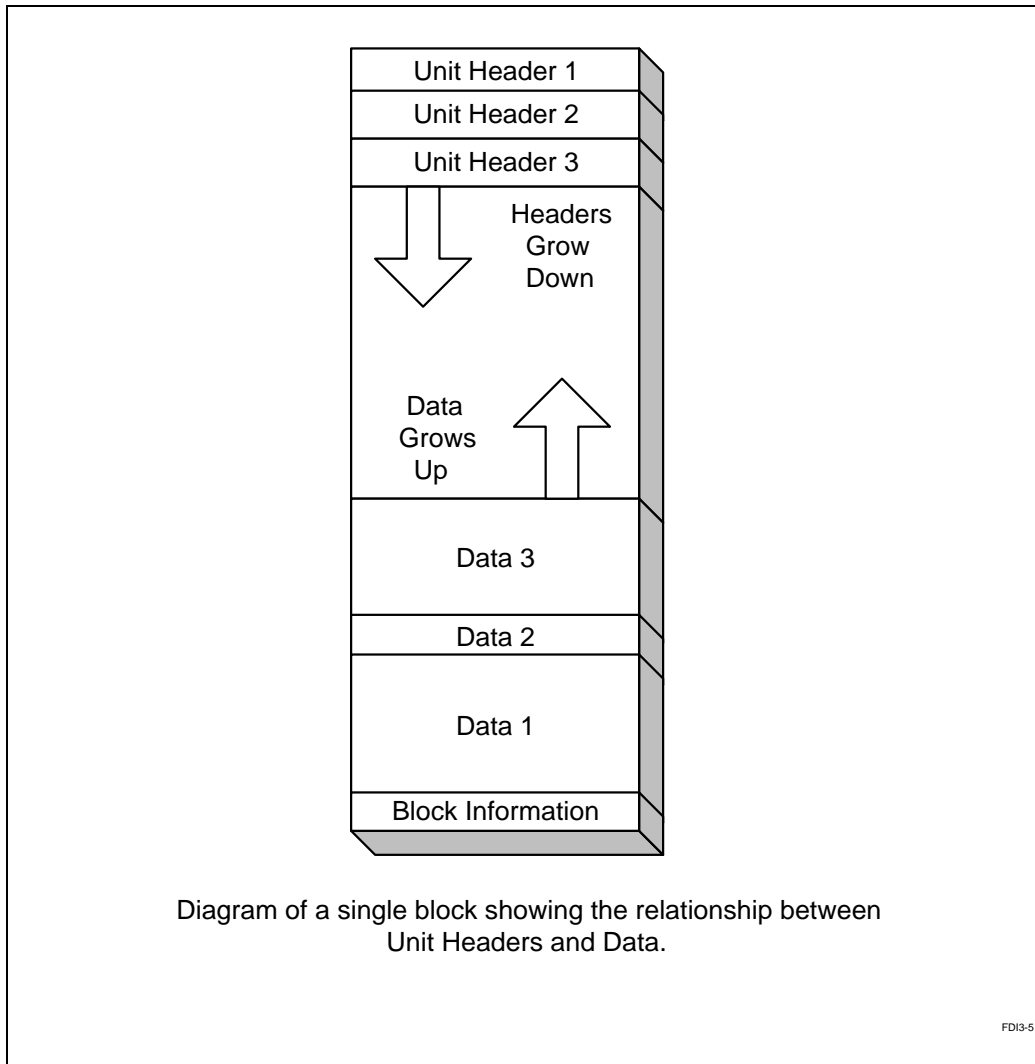 Unit Header 1
Unit Header 2
Unit Header 3
Headers
Grow
Down
Data
Grows
Up
Data 3
Data 2
Data 1
Block Information
Diagram of a single block showing the relationship between
Unit Headers and Data.
FDI3-5